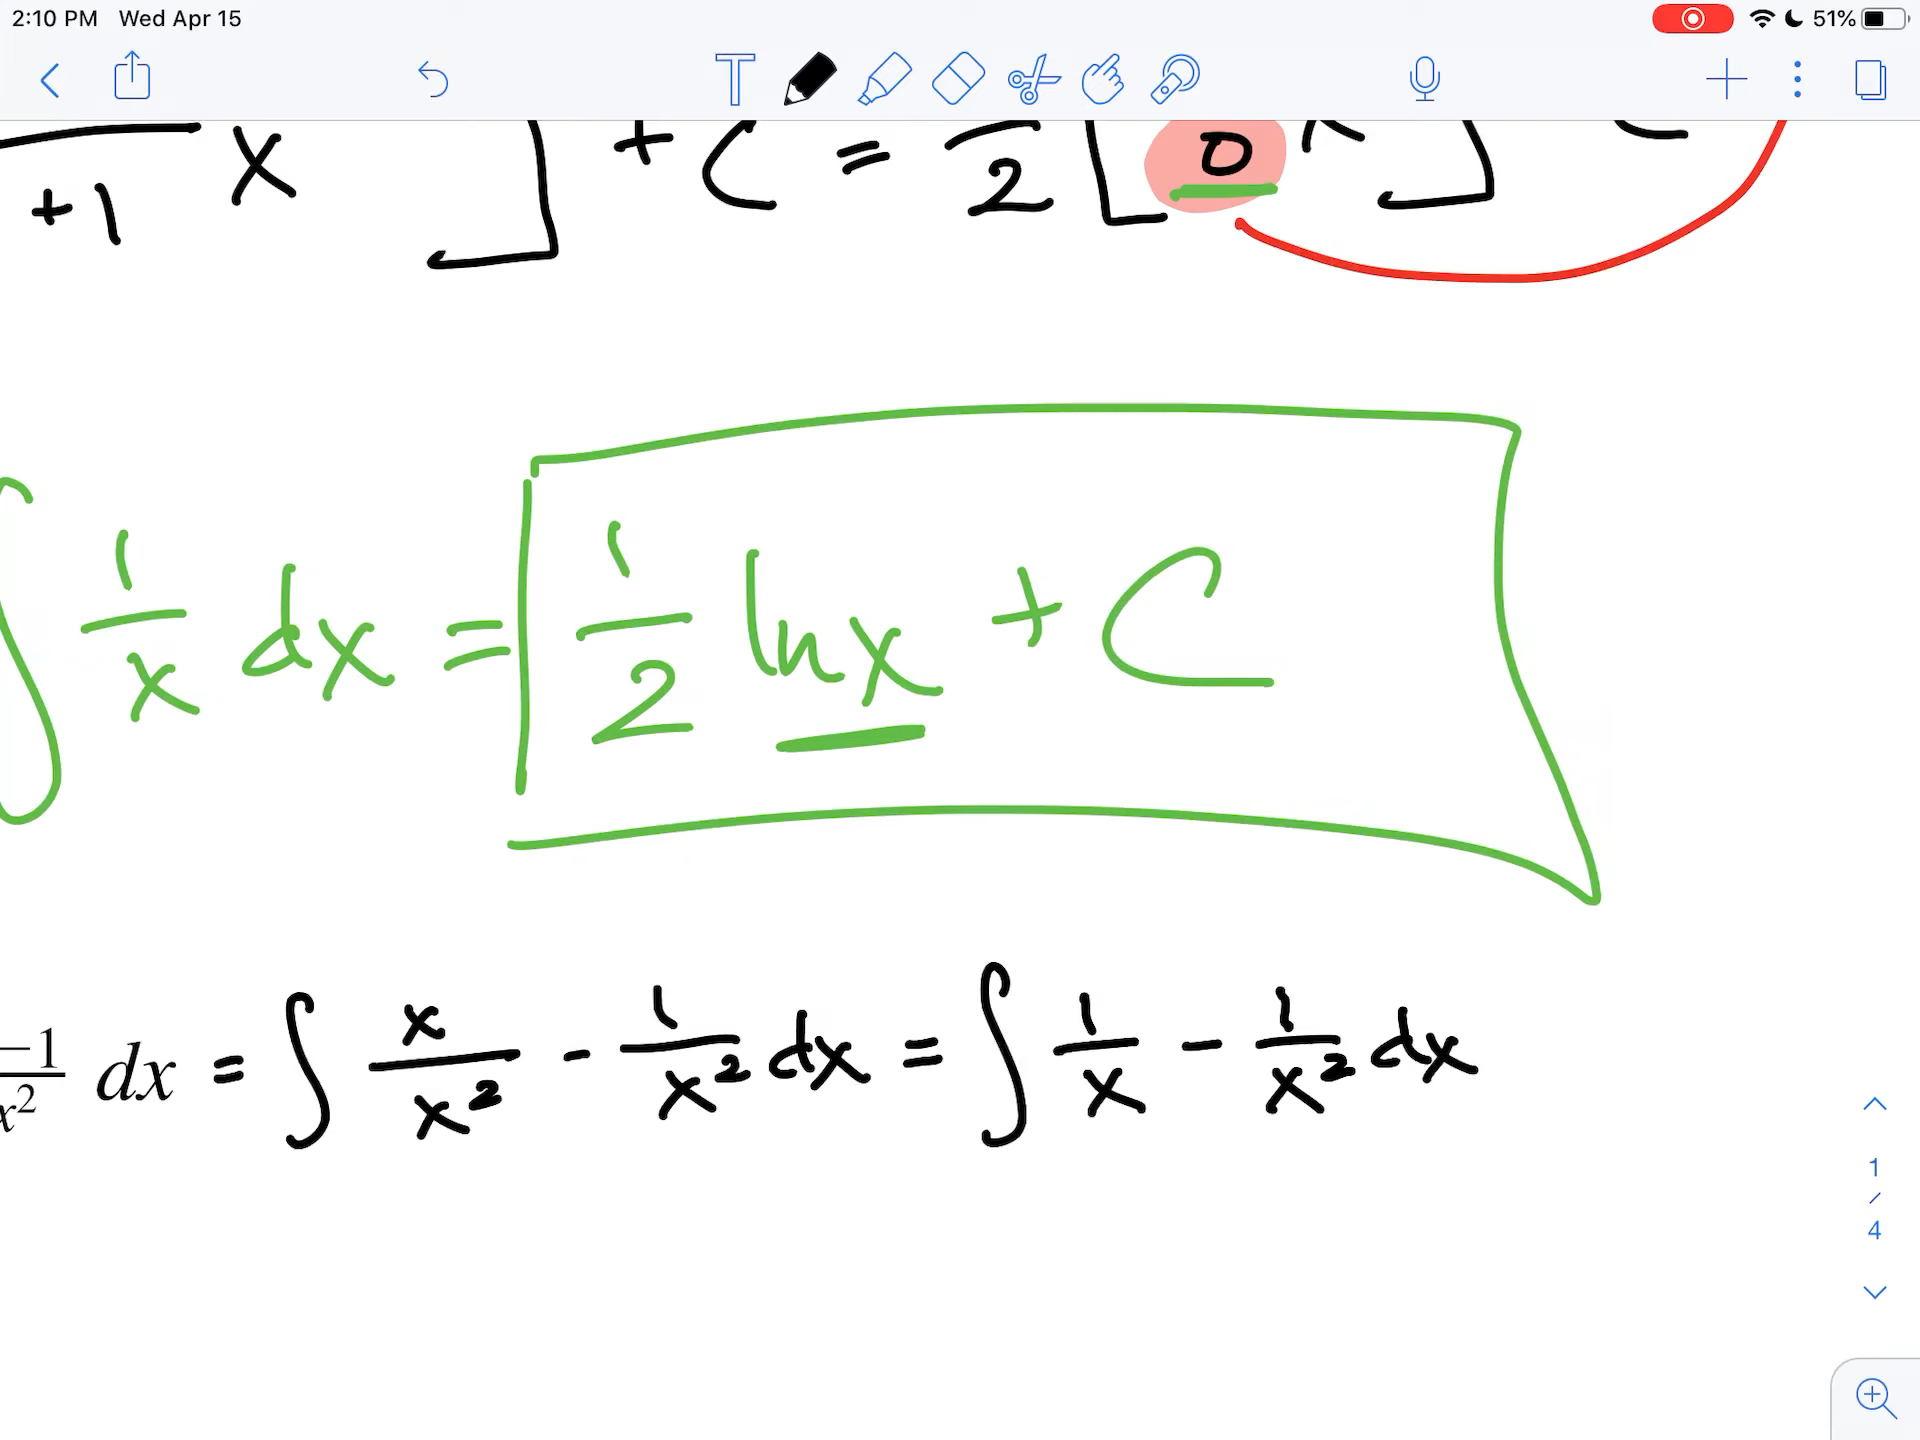 2:10 PM Wed Apr 15 51%
T
+1 x ] + C = /2 [ 0 ]
∫ 1/x dx = 1/2 ln x + C
-1/x² dx = ∫ x/x² - 1/x² dx = ∫ 1/x - 1/x² dx
1
/
4